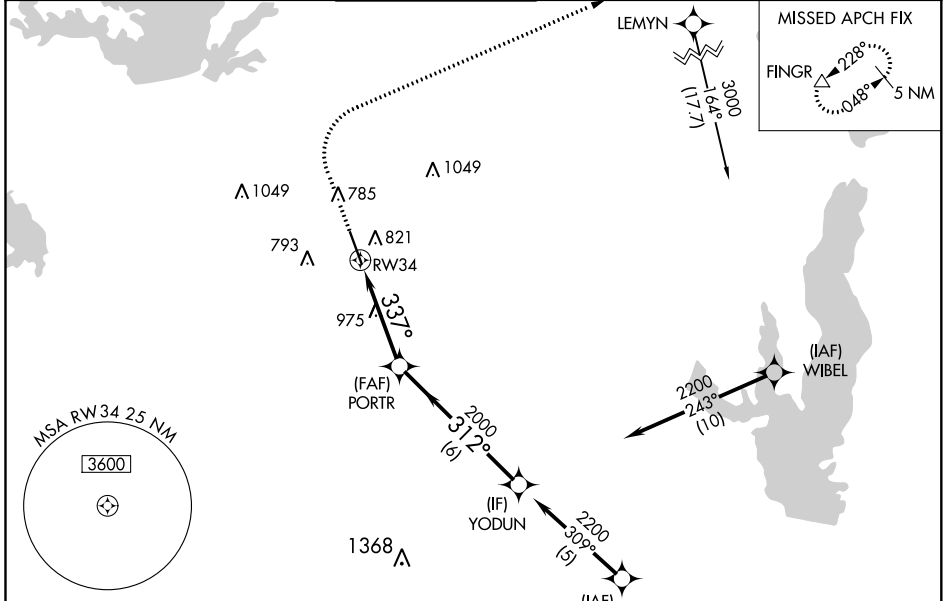 LEMYN
3000
164°
(17.7)
MISSED APCH FIX
FINGR
228°
048°
5 NM
1049
1049
785
821
793
RW34
975
337°
(FAF)
PORTR
2000
312°
(6)
(IAF)
WIBEL
2200
243°
(10)
MSA RW34 25 NM
3600
(IF)
YODUN
2200
309°
(5)
1368
(IAF)